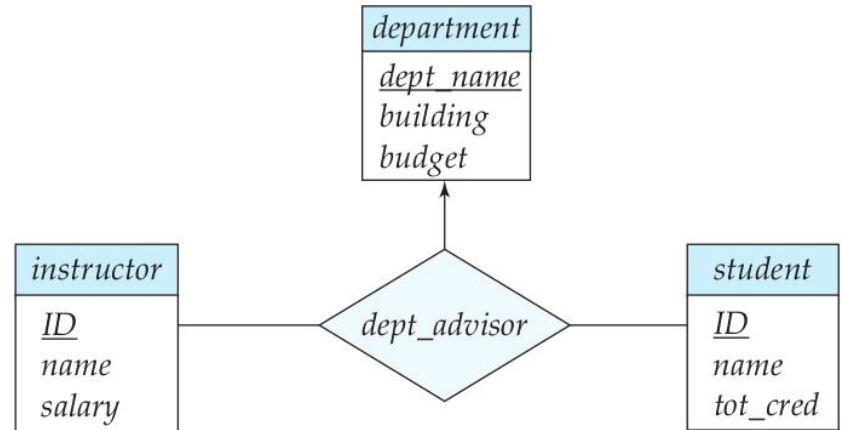 department
dept_name
building
budget
instructor
ID
name
salary
dept_advisor
student
ID
name
tot_cred